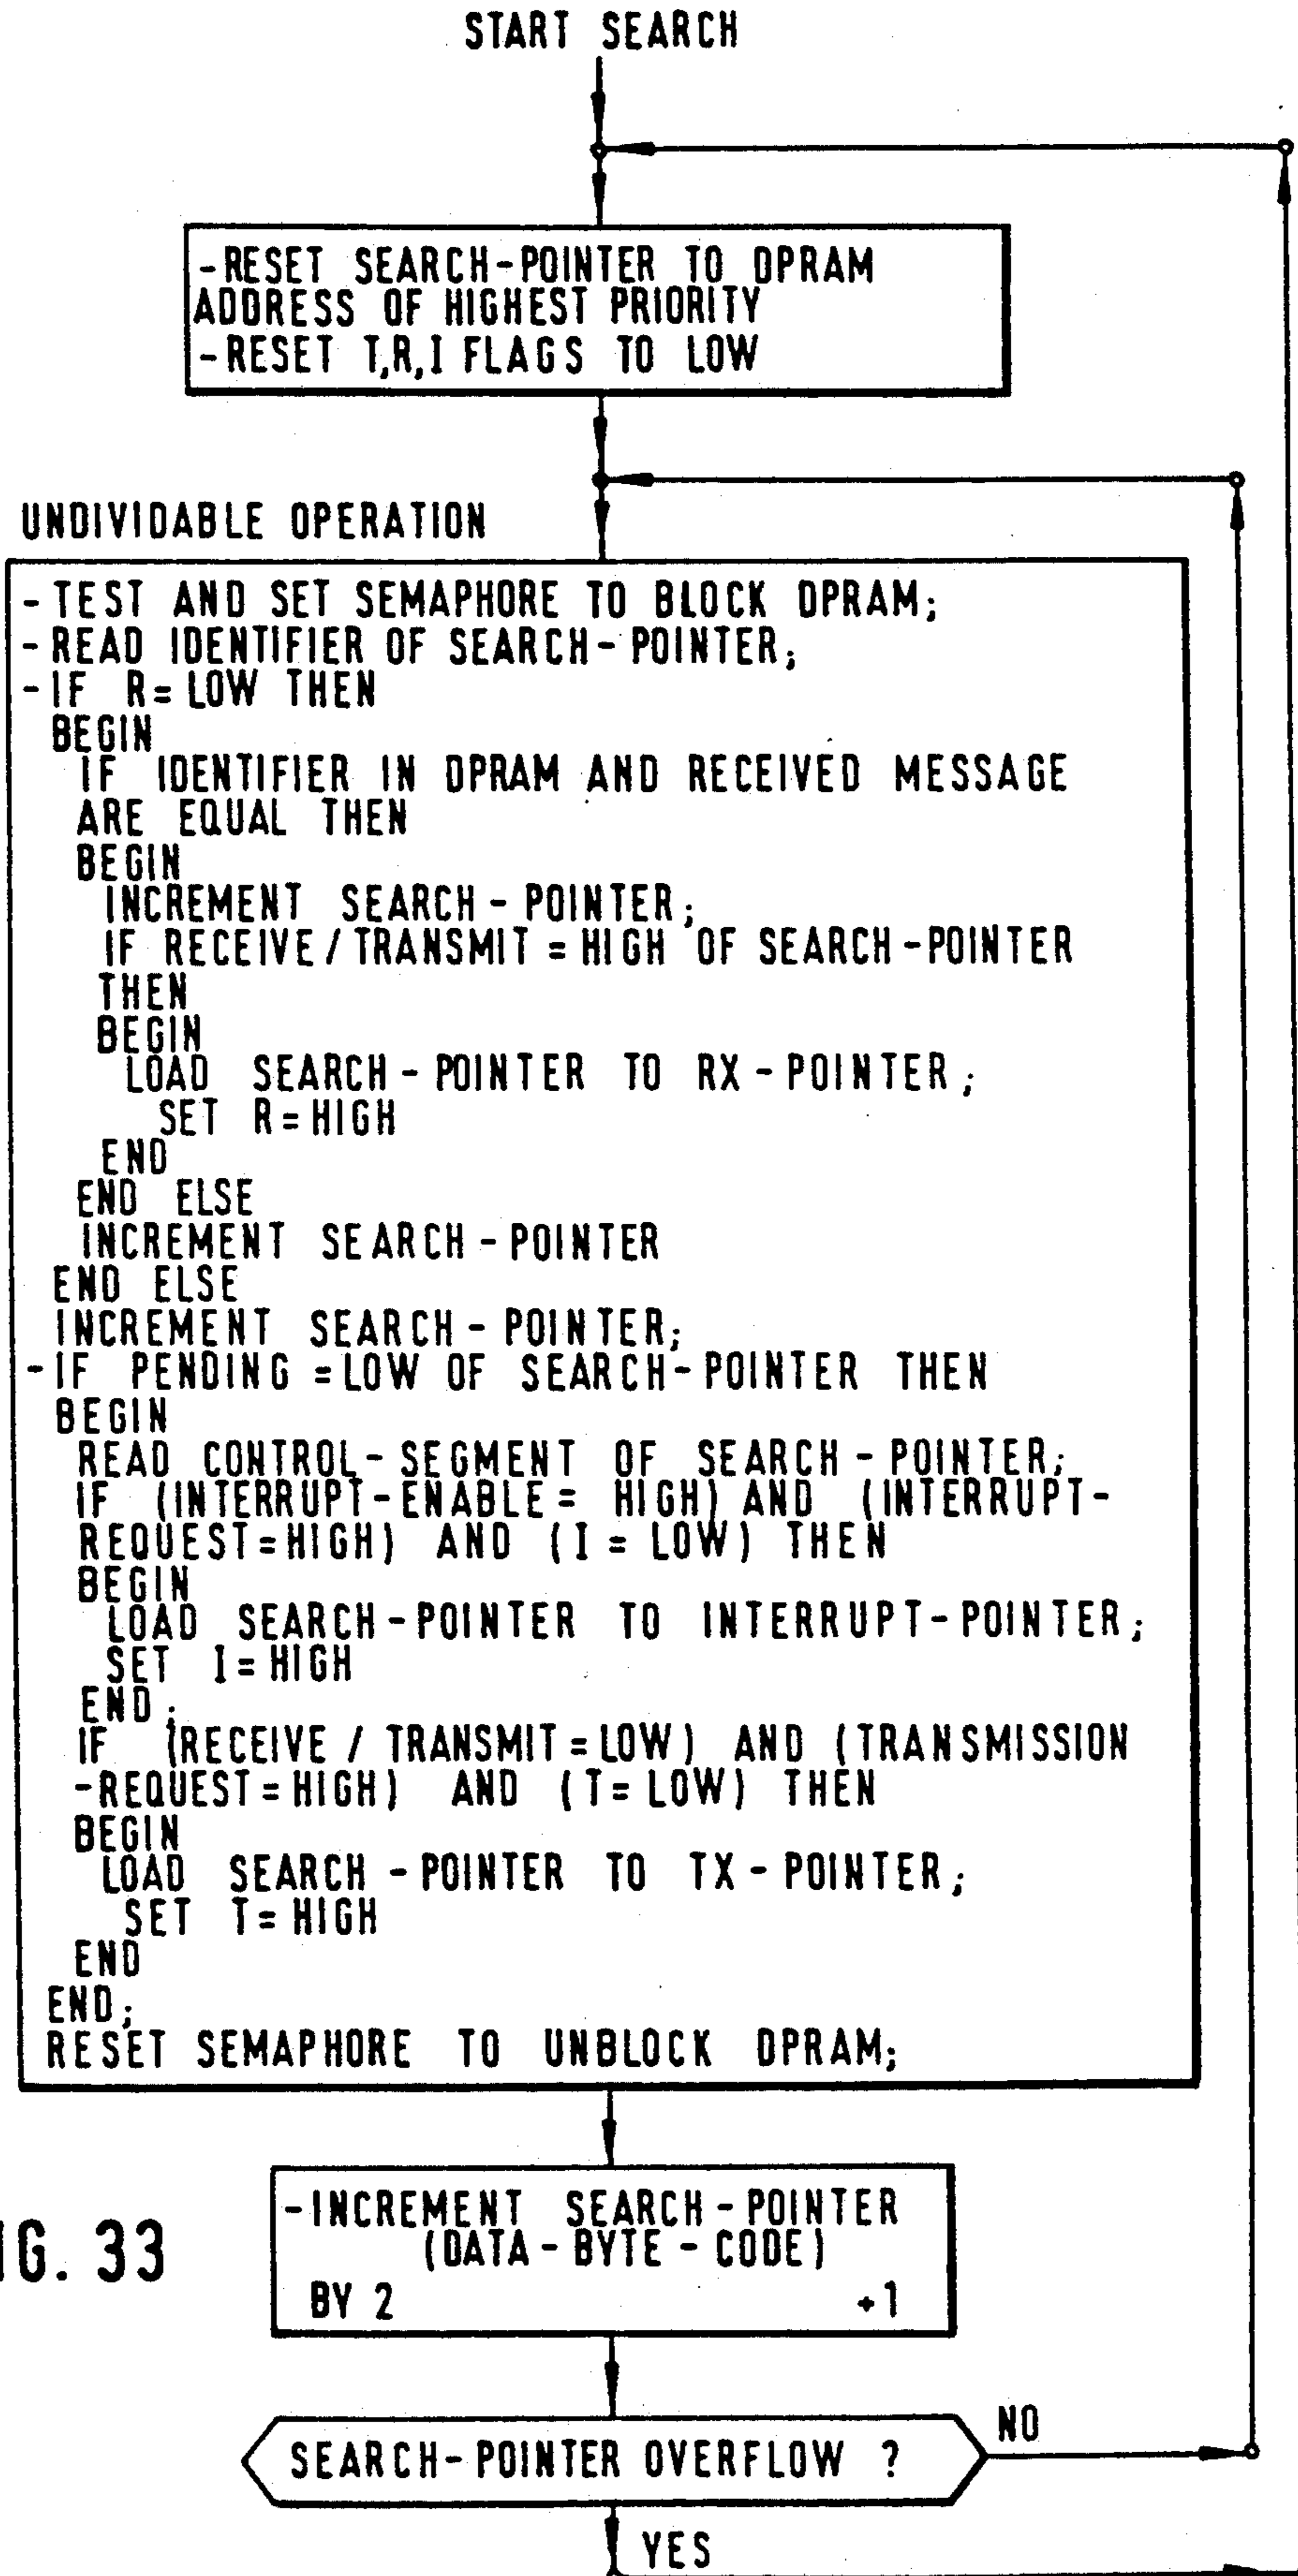 START SEARCH
-RESET SEARCH-POINTER TO DPRAM
ADDRESS OF HIGHEST PRIORITY
-RESET T,R,I FLAGS TO LOW
UNDIVIDABLE OPERATION
-TEST AND SET SEMAPHORE TO BLOCK DPRAM;
-READ IDENTIFIER OF SEARCH-POINTER;
-IF R=LOW THEN
BEGIN
IF IDENTIFIER IN DPRAM AND RECEIVED MESSAGE
ARE EQUAL THEN
BEGIN
INCREMENT SEARCH-POINTER;
IF RECEIVE/TRANSMIT=HIGH OF SEARCH-POINTER
THEN
BEGIN
LOAD SEARCH-POINTER TO RX-POINTER;
SET R=HIGH
END
END ELSE
INCREMENT SEARCH-POINTER
END ELSE
INCREMENT SEARCH-POINTER;
-IF PENDING=LOW OF SEARCH-POINTER THEN
BEGIN
READ CONTROL-SEGMENT OF SEARCH-POINTER;
IF (INTERRUPT-ENABLE= HIGH) AND (INTERRUPT-
REQUEST=HIGH) AND (I=LOW) THEN
BEGIN
LOAD SEARCH-POINTER TO INTERRUPT-POINTER;
SET I=HIGH
END;
IF (RECEIVE / TRANSMIT=LOW) AND (TRANSMISSION
-REQUEST=HIGH) AND (T=LOW) THEN
BEGIN
LOAD SEARCH-POINTER TO TX-POINTER;
SET T=HIGH
END
END;
RESET SEMAPHORE TO UNBLOCK DPRAM;
-INCREMENT SEARCH-POINTER
(DATA-BYTE-CODE)
BY 2 +1
IG. 33
SEARCH-POINTER OVERFLOW ?
NO
YES